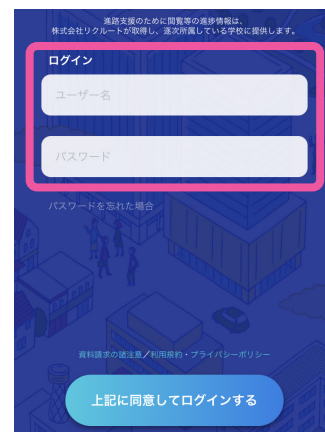 進路支援のために閲覧等の進捗情報は、
株式会社リクルートが取得し、逐次所属している学校に提供します。
ログイン
ユーザー名
パスワード
パスワードを忘れた場合
資料請求の諸注意／利用規約・プライバシーポリシー
上記に同意してログインする